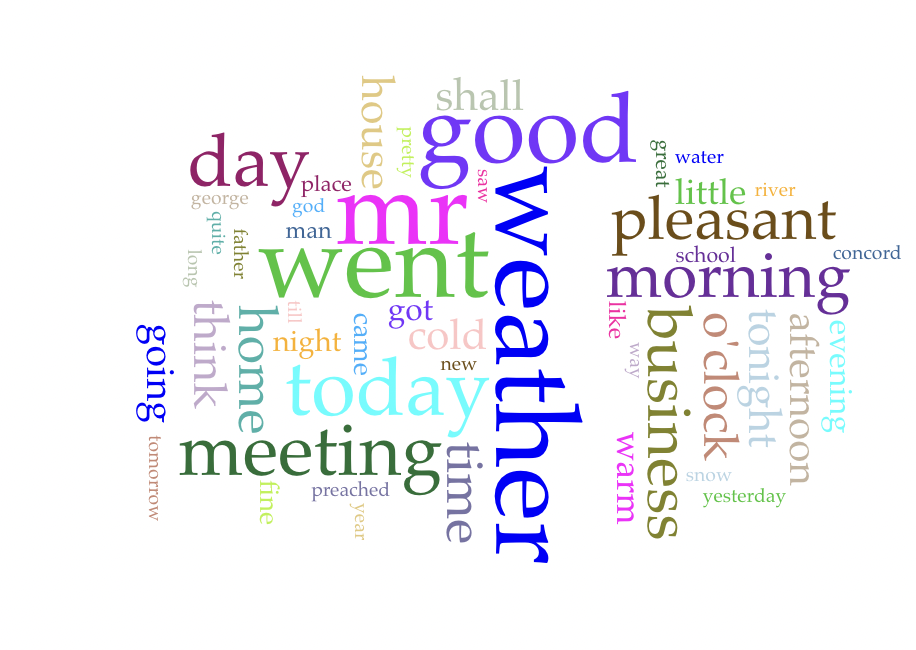 house
shall
good
pretty
day
place
saw
great
water
little
river
george
god
mr
weather
pleasant
quite
man
father
went
long
school
concord
morning
think
home
till
got
like
business
o'clock
tonight
afternoon
evening
going
night
came
cold
way
new
today
meeting
time
warm
tomorrow
fine
preached
year
snow
yesterday